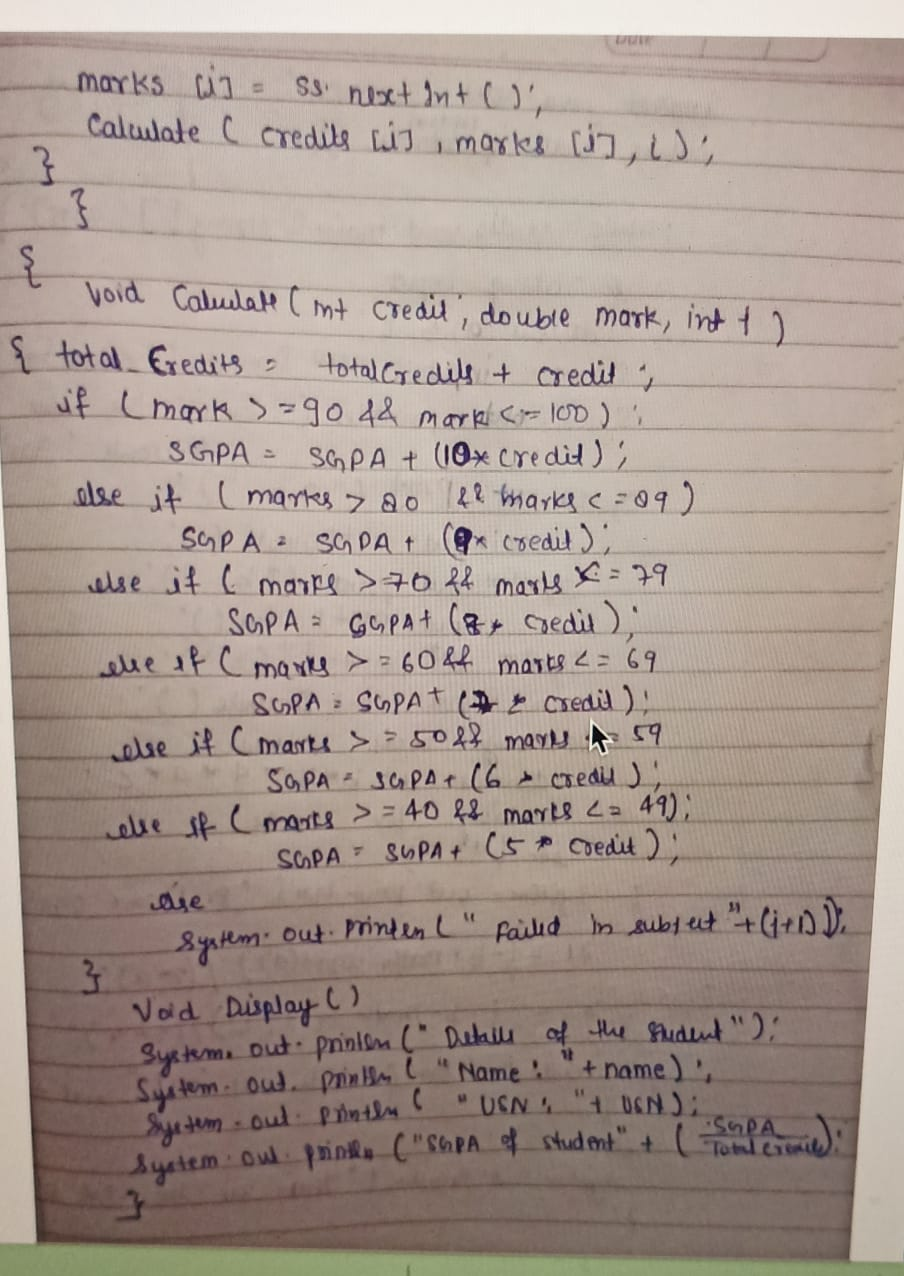 Date
marks [i] = ss. next Int ( );
Calculate ( credits [i] , marks [i], i );
}
}
{
Void Calculate ( int credit , double mark, int i )
{ total_Credits = totalCredits + credit ;
if ( mark >=90 && mark <= 100 ) ;
SGPA = SGPA + (10* credit ) ;
else if ( marks > 80 && marks < = 89 )
SGPA = SGPA + (9* credit ) ;
else if ( marks >=70 && marks <= 79
SGPA = SGPA + (8 * credit ) ;
else if ( marks > = 60 && marks <= 69
SGPA = SGPA + (7 * credit ) ;
else if ( marks > = 50 && marks = 59
SGPA = SGPA + (6 * credit ) ;
else if ( marks > = 40 && marks <= 49) ;
SGPA = SGPA + (5 * credit ) ;
else
System. out. println ( " Failed in subject "+(i+1) );
}
Void Display ( )
System. out. println (" Details of the student " ) ;
System. out. println ( " Name : " + name ) ;
System. out. println ( " USN : "+ USN ) ;
System. out. println ("SGPA of student" + ( SGPA / Total credits ) ;
}